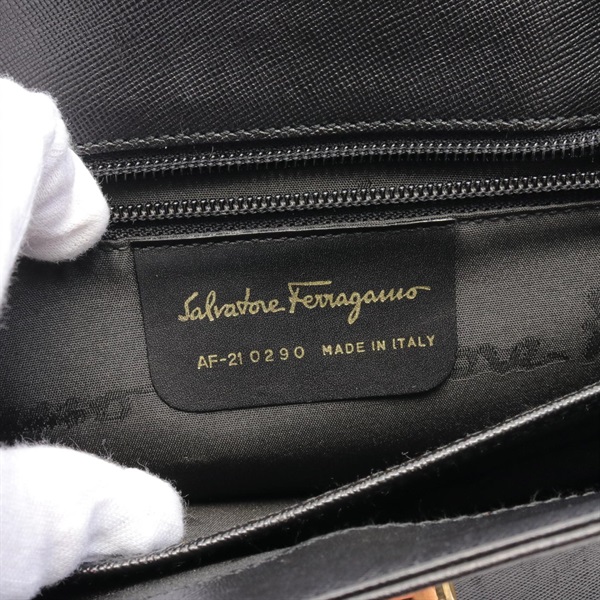 Salvatore Ferragamo
AF-21 0290 MADE IN ITALY